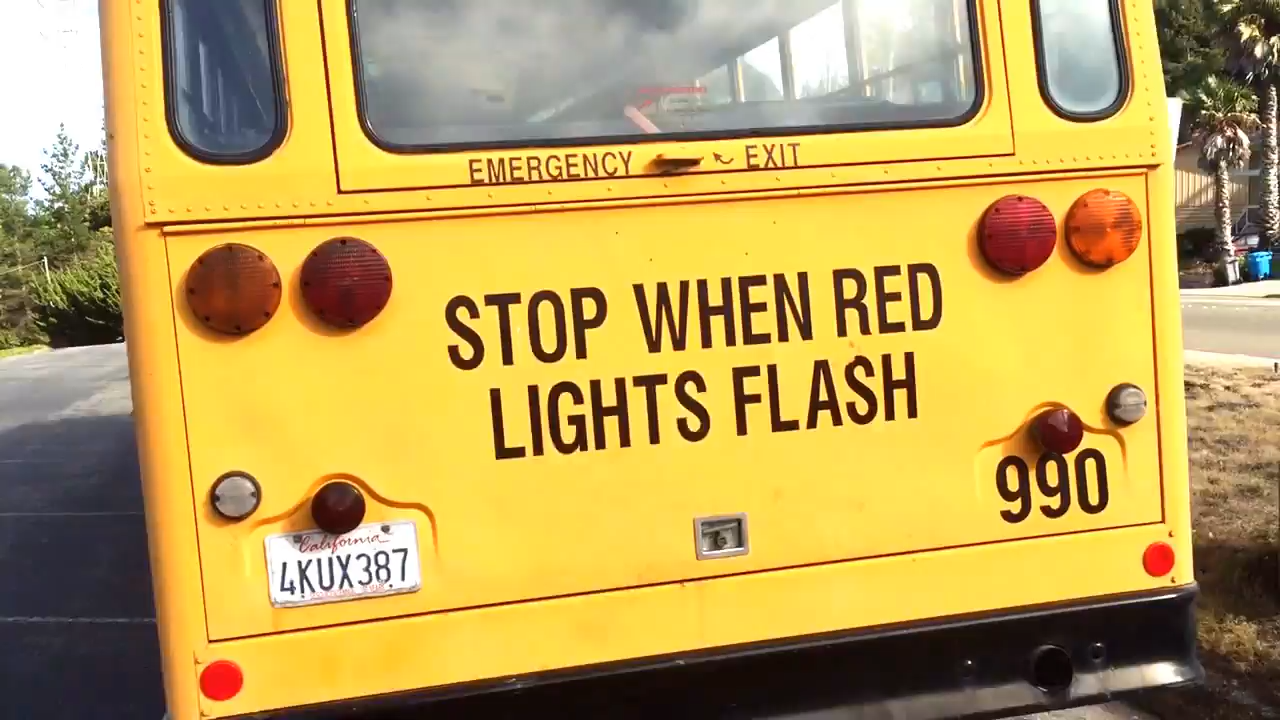 EMERGENCY EXIT
STOP WHEN RED
LIGHTS FLASH
990
California
4KUX387